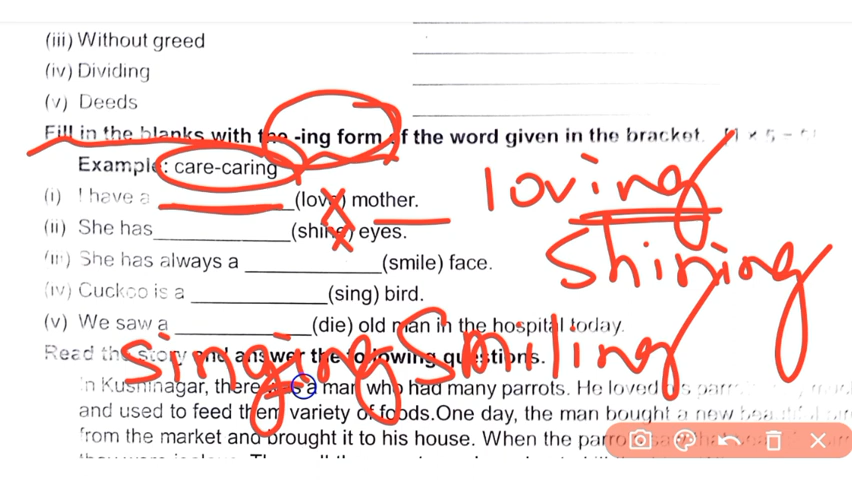 (iii) Without greed
(iv) Dividing
(v) Deeds
Fill in the blanks with the -ing form of the word given in the bracket.
Example: care-caring
(i) I have a ____________ (love) mother.
loving
(ii) She has ____________ (shine) eyes.
Shining
(iii) She has always a ____________ (smile) face.
(iv) Cuckoo is a ____________ (sing) bird.
(v) We saw a ____________ (die) old man in the hospital today.
singing Smiling
Read the story and answer the following questions.
In Kushinagar, there was a man who had many parrots. He loved his
and used to feed them variety of foods.One day, the man bought a new
from the market and brought it to his house. When the